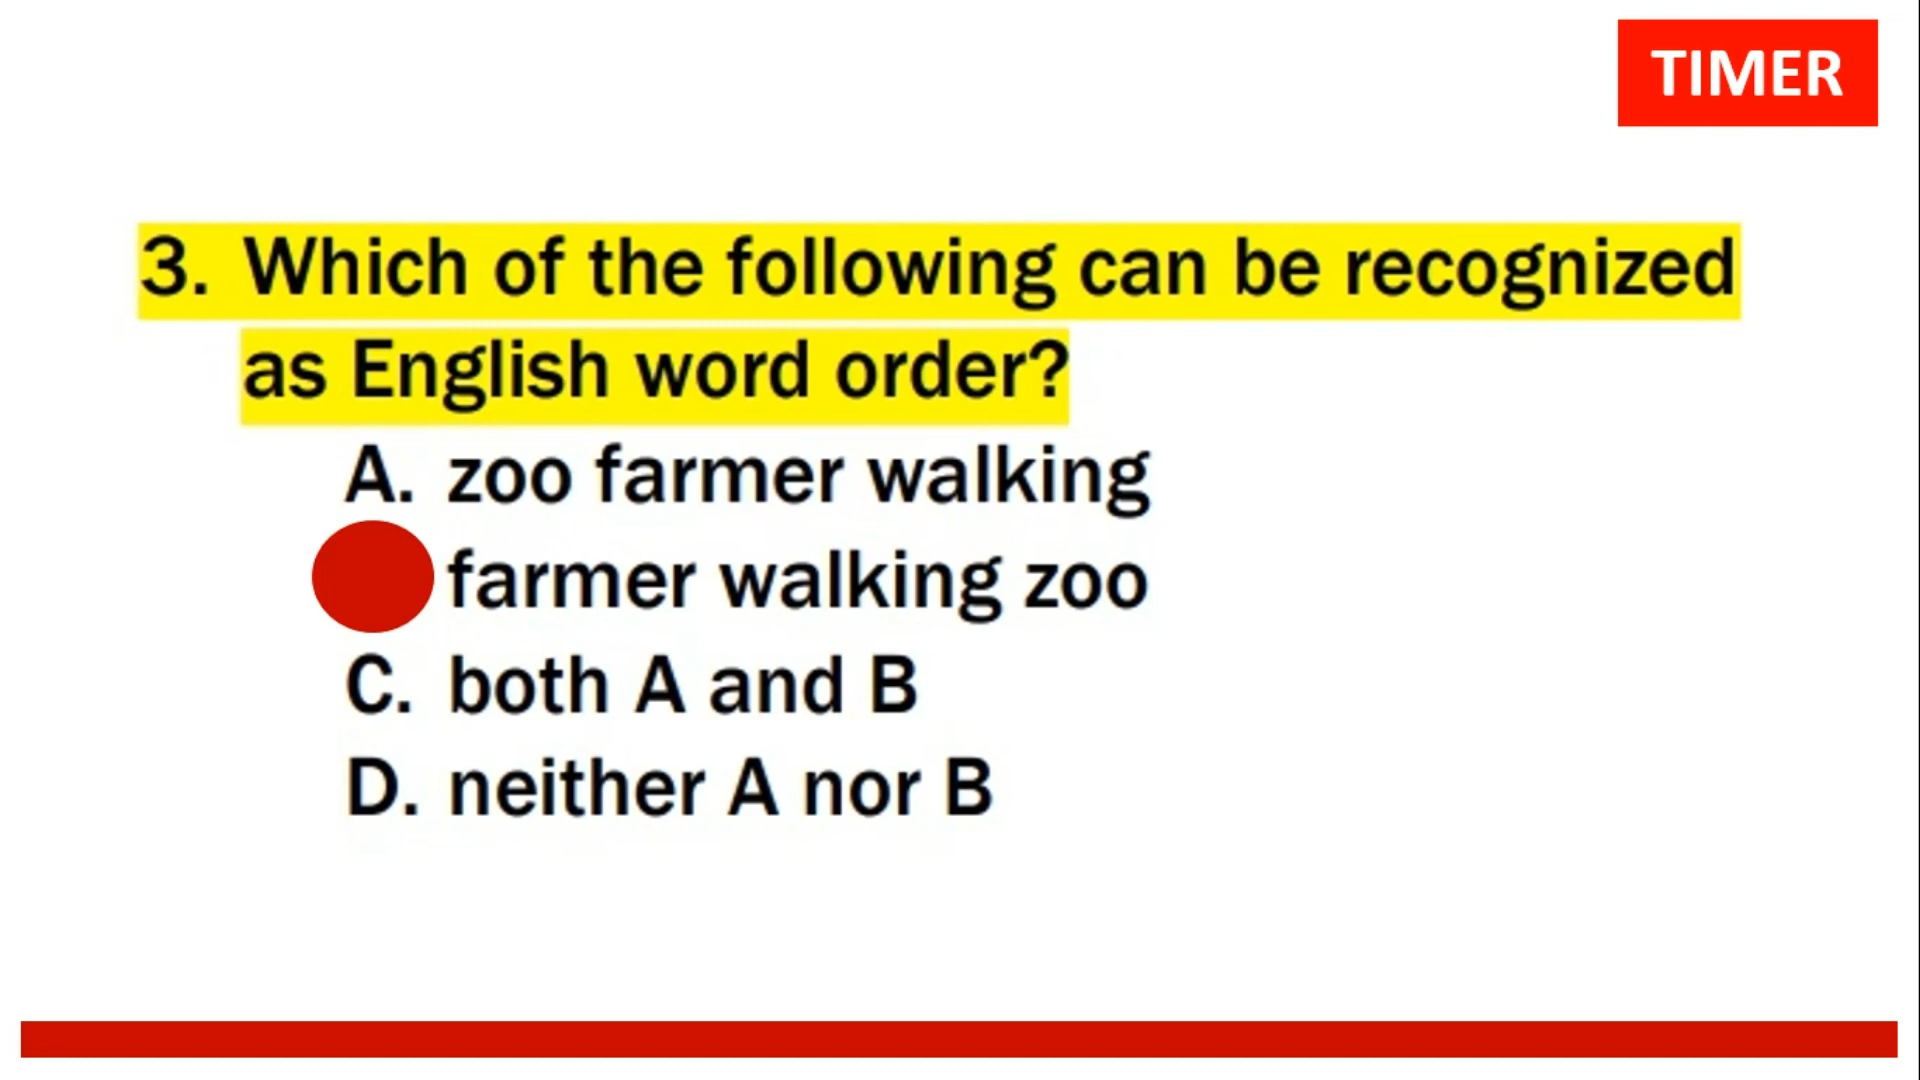 TIMER
3. Which of the following can be recognized
as English word order?
A. zoo farmer walking
farmer walking zoo
C. both A and B
D. neither A nor B